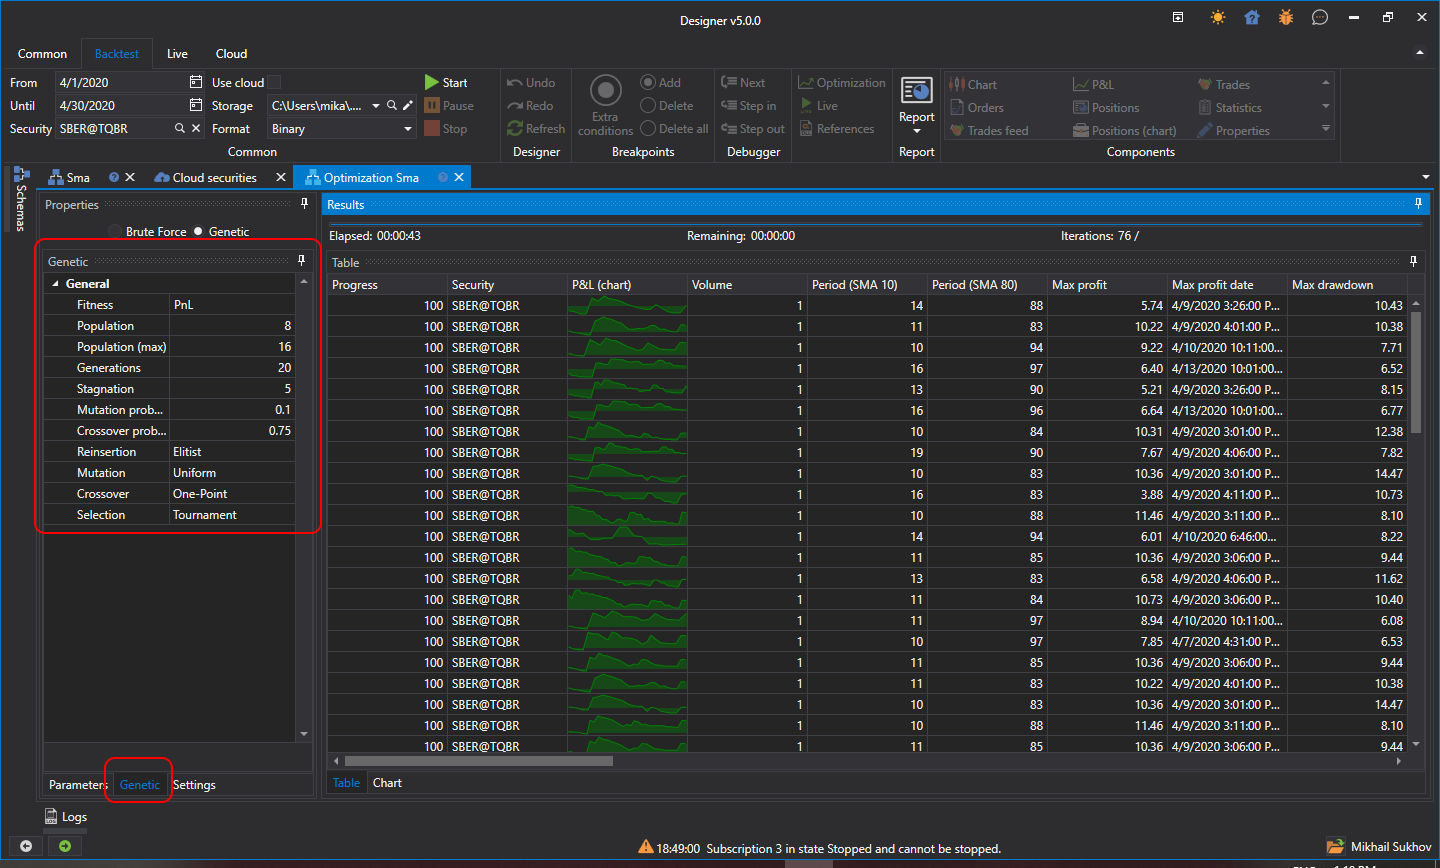 Designer v5.0.0
Common Backtest Live Cloud
From 4/1/2020 Use cloud Start Undo Add Next Optimization Chart P&L Trades
Until 4/30/2020 Storage C:\Users\mika\... Pause Redo Delete Step in Live Orders Positions Statistics
Security SBER@TQBR Format Binary Stop Refresh Extra conditions Delete all Step out References Report Trades feed Positions (chart) Properties
Common Designer Breakpoints Debugger Report Components
Schemas
Sma Cloud securities Optimization Sma
Properties
Brute Force Genetic
Genetic
General
Fitness PnL
Population 8
Population (max) 16
Generations 20
Stagnation 5
Mutation prob... 0.1
Crossover prob... 0.75
Reinsertion Elitist
Mutation Uniform
Crossover One-Point
Selection Tournament
Parameters Genetic Settings
Results
Elapsed: 00:00:43 Remaining: 00:00:00 Iterations: 76 /
Table
Progress Security P&L (chart) Volume Period (SMA 10) Period (SMA 80) Max profit Max profit date Max drawdown
100 SBER@TQBR 1 14 88 5.74 4/9/2020 3:26:00 P... 10.43
100 SBER@TQBR 1 11 83 10.22 4/9/2020 4:01:00 P... 10.38
100 SBER@TQBR 1 10 94 9.22 4/10/2020 10:11:00... 7.71
100 SBER@TQBR 1 16 97 6.40 4/13/2020 10:01:00... 6.52
100 SBER@TQBR 1 13 90 5.21 4/9/2020 3:26:00 P... 8.15
100 SBER@TQBR 1 16 96 6.64 4/13/2020 10:01:00... 6.77
100 SBER@TQBR 1 10 84 10.31 4/9/2020 3:01:00 P... 12.38
100 SBER@TQBR 1 19 90 7.67 4/9/2020 4:06:00 P... 7.82
100 SBER@TQBR 1 10 83 10.36 4/9/2020 3:01:00 P... 14.47
100 SBER@TQBR 1 16 83 3.88 4/9/2020 4:11:00 P... 10.73
100 SBER@TQBR 1 10 88 11.46 4/9/2020 3:11:00 P... 8.10
100 SBER@TQBR 1 14 94 6.01 4/10/2020 6:46:00... 8.22
100 SBER@TQBR 1 11 85 10.36 4/9/2020 3:06:00 P... 9.44
100 SBER@TQBR 1 13 83 6.58 4/9/2020 4:06:00 P... 11.62
100 SBER@TQBR 1 11 84 10.73 4/9/2020 3:06:00 P... 10.40
100 SBER@TQBR 1 11 97 8.94 4/10/2020 10:11:00... 6.08
100 SBER@TQBR 1 10 97 7.85 4/7/2020 4:31:00 P... 6.53
100 SBER@TQBR 1 11 85 10.36 4/9/2020 3:06:00 P... 9.44
100 SBER@TQBR 1 11 83 10.22 4/9/2020 4:01:00 P... 10.38
100 SBER@TQBR 1 10 83 10.36 4/9/2020 3:01:00 P... 14.47
100 SBER@TQBR 1 10 88 11.46 4/9/2020 3:11:00 P... 8.10
100 SBER@TQBR 1 11 85 10.36 4/9/2020 3:06:00 P... 9.44
Table Chart
Logs
18:49:00 Subscription 3 in state Stopped and cannot be stopped.
Mikhail Sukhov